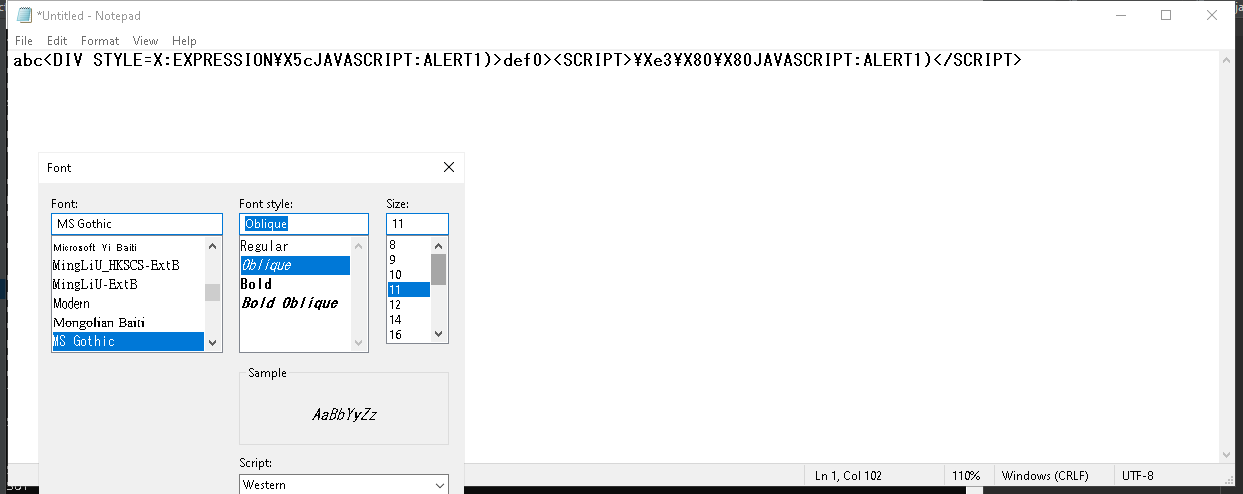 *Untitled - Notepad
File Edit Format View Help
abc<DIV STYLE=X:EXPRESSION¥X5cJAVASCRIPT:ALERT1)>def0><SCRIPT>¥Xe3¥X80¥X80JAVASCRIPT:ALERT1)</SCRIPT>
Font
Font:
MS Gothic
Microsoft Yi Baiti
MingLiU_HKSCS-ExtB
MingLiU-ExtB
Modern
Mongolian Baiti
MS Gothic
Font style:
Oblique
Regular
Oblique
Bold
Bold Oblique
Size:
11
8
9
10
11
12
14
16
Sample
AaBbYyZz
Script:
Western
Ln 1, Col 102
110%
Windows (CRLF)
UTF-8